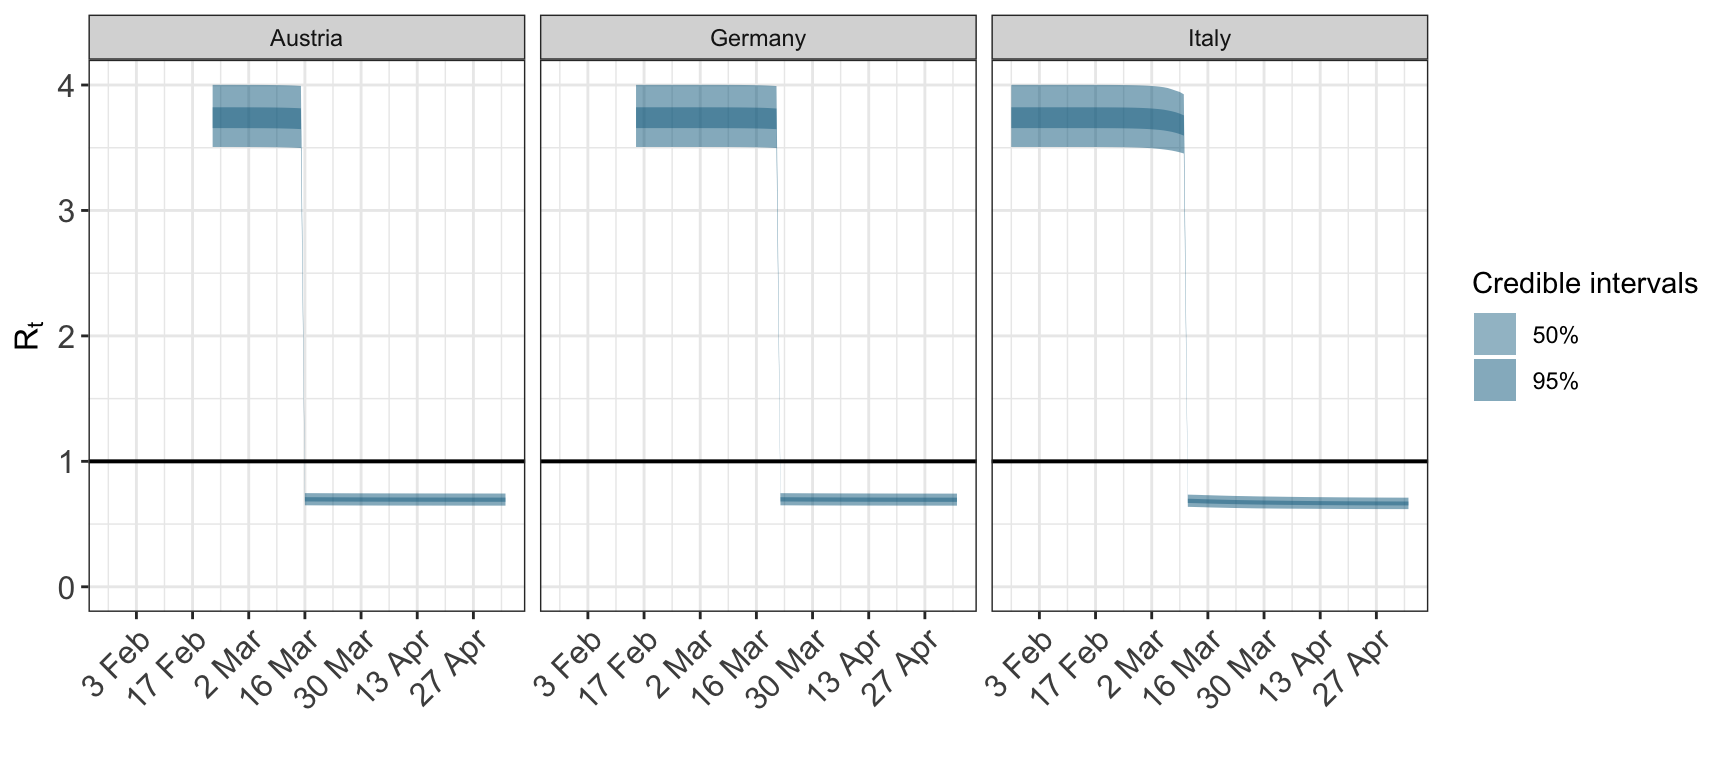 Austria Germany Italy
4
3
2
1
0
Rt
3 Feb 17 Feb 2 Mar 16 Mar 30 Mar 13 Apr 27 Apr
3 Feb 17 Feb 2 Mar 16 Mar 30 Mar 13 Apr 27 Apr
3 Feb 17 Feb 2 Mar 16 Mar 30 Mar 13 Apr 27 Apr
Credible intervals
50%
95%